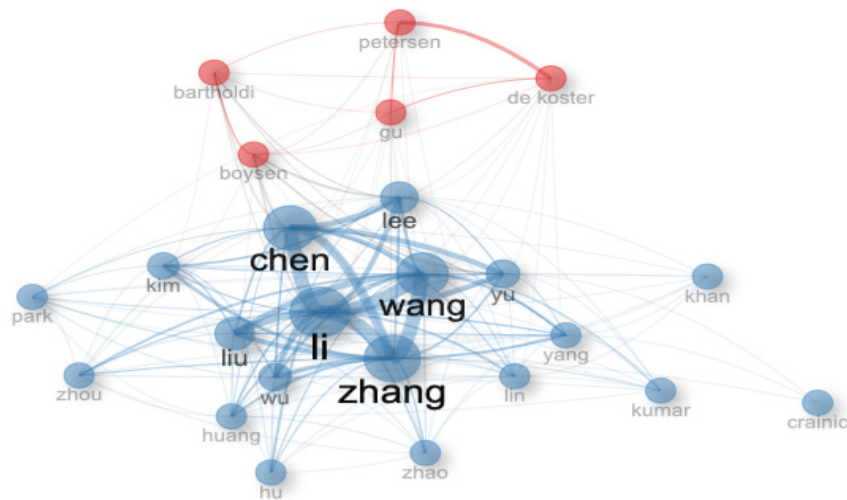 petersen
bartholdi
de koster
gu
boysen
lee
chen
kim
wang
yu
khan
park
liu
li
yang
zhang
zhou
wu
lin
kumar
huang
crainic
zhao
hu